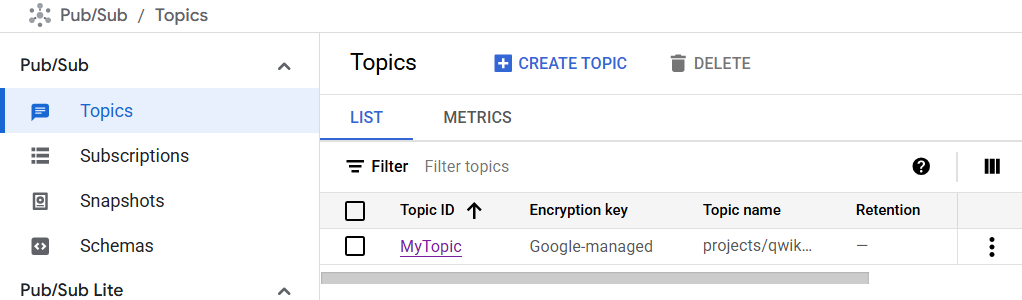 Pub/Sub / Topics
Pub/Sub
Topics
Subscriptions
Snapshots
Schemas
Pub/Sub Lite
Topics CREATE TOPIC DELETE
LIST METRICS
Filter Filter topics
Topic ID Encryption key Topic name Retention
MyTopic Google-managed projects/qwik... —